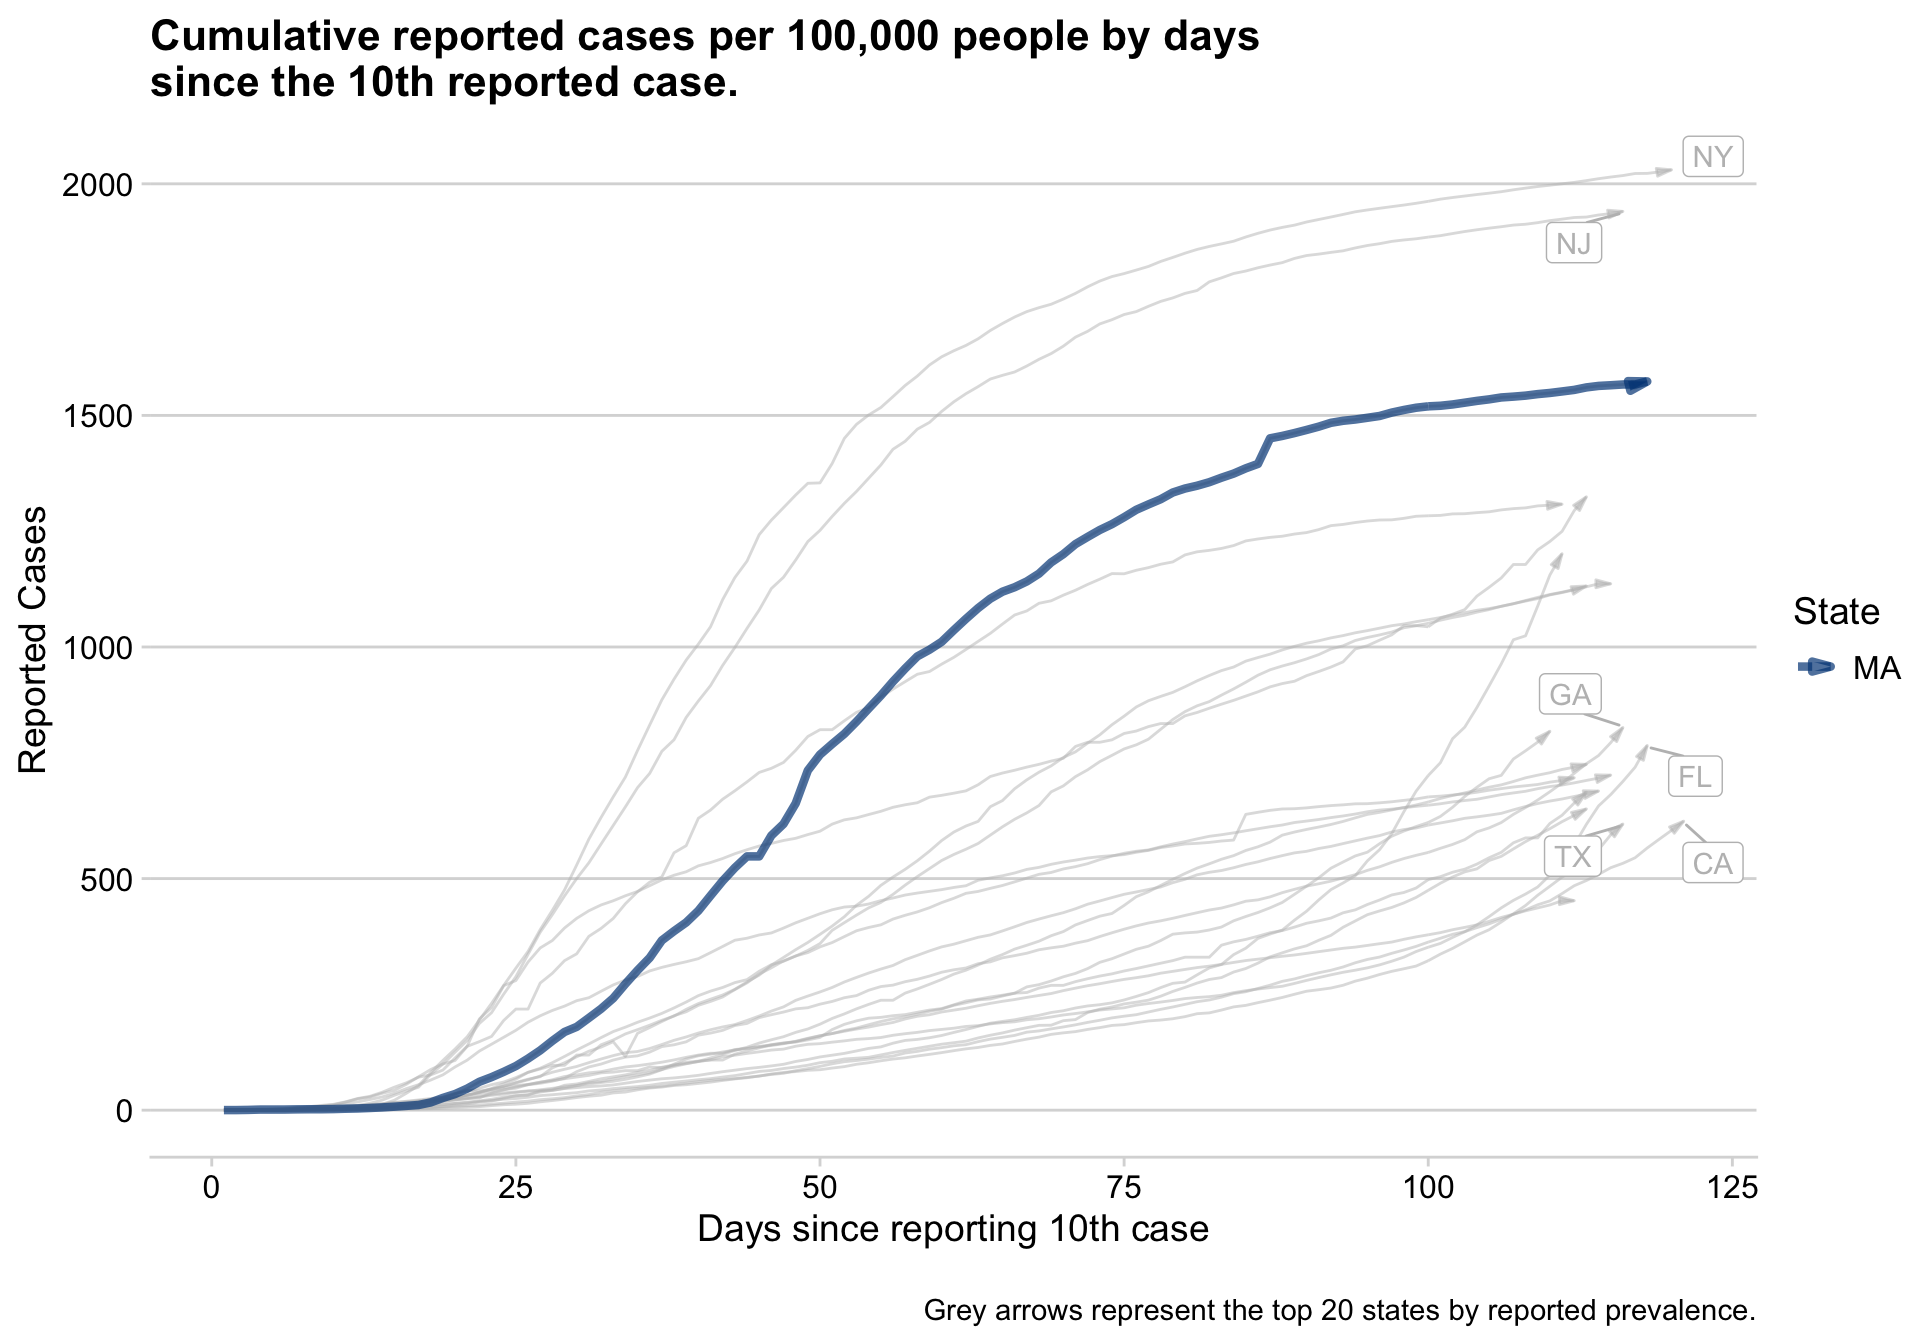 Cumulative reported cases per 100,000 people by days
since the 10th reported case.
Reported Cases
2000
1500
1000
500
0
NY
NJ
GA
FL
TX
CA
State
MA
0
25
50
75
100
125
Days since reporting 10th case
Grey arrows represent the top 20 states by reported prevalence.